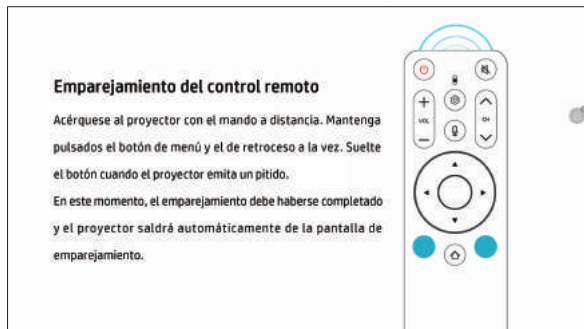 Emparejamiento del control remoto
Acérquese al proyector con el mando a distancia. Mantenga
pulsados el botón de menú y el de retroceso a la vez. Suelte
el botón cuando el proyector emita un pitido.
En este momento, el emparejamiento debe haberse completado
y el proyector saldrá automáticamente de la pantalla de
emparejamiento.
VOL
CH